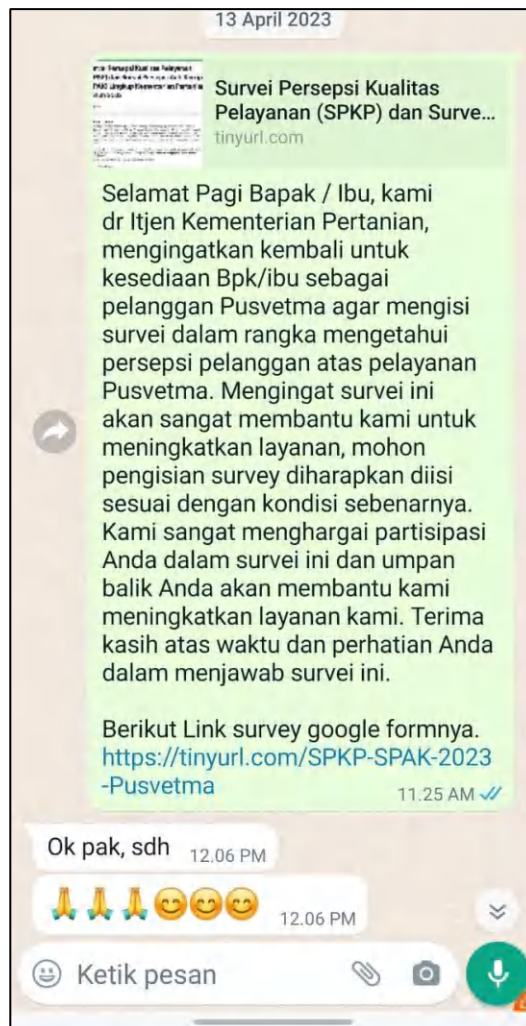 13 April 2023
Survei Persepsi Kualitas
Pelayanan (SPKP) dan Surve...
tinyurl.com
Selamat Pagi Bapak / Ibu, kami
dr Itjen Kementerian Pertanian,
mengingatkan kembali untuk
kesediaan Bpk/ibu sebagai
pelanggan Pusvetma agar mengisi
survei dalam rangka mengetahui
persepsi pelanggan atas pelayanan
Pusvetma. Mengingat survei ini
akan sangat membantu kami untuk
meningkatkan layanan, mohon
pengisian survey diharapkan diisi
sesuai dengan kondisi sebenarnya.
Kami sangat menghargai partisipasi
Anda dalam survei ini dan umpan
balik Anda akan membantu kami
meningkatkan layanan kami. Terima
kasih atas waktu dan perhatian Anda
dalam menjawab survei ini.
Berikut Link survey google formnya.
https://tinyurl.com/SPKP-SPAK-2023
-Pusvetma
11.25 AM
Ok pak, sdh 12.06 PM
🙏🙏🙏😊😊😊 12.06 PM
Ketik pesan